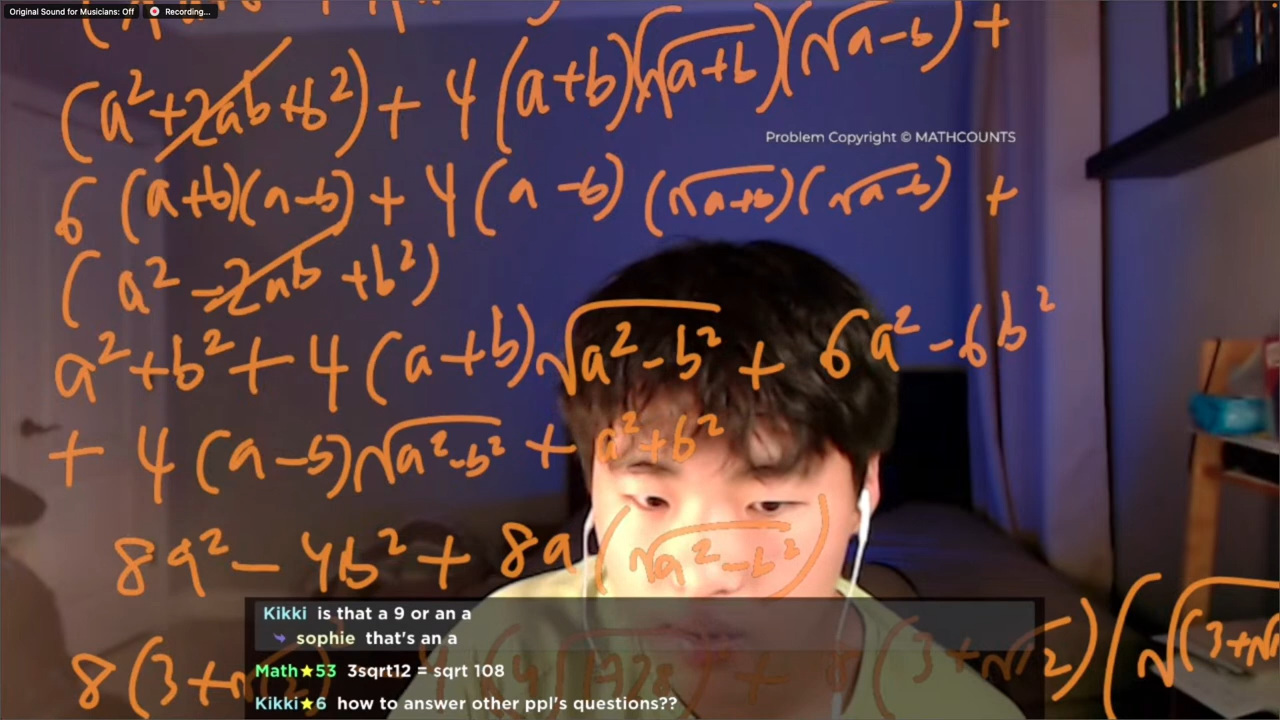 Original Sound for Musicians: Off Recording...
(a²+2ab+b²) + 4(a+b)(√a+b)(√a-b) +
Problem Copyright © MATHCOUNTS
6 (a+b)(a-b) + 4(a-b) (√a+b)(√a-b) +
(a² - 2ab + b²)
a²+b²+4(a+b)√a²-b² + 6a²-6b²
+ 4(a-b)√a²-b² + a²+b²
8a² - 4b² + 8a(√a²-b²)
Kikki is that a 9 or an a
sophie that's an a
Math★53 3sqrt12 = sqrt 108
Kikki★6 how to answer other ppl's questions??